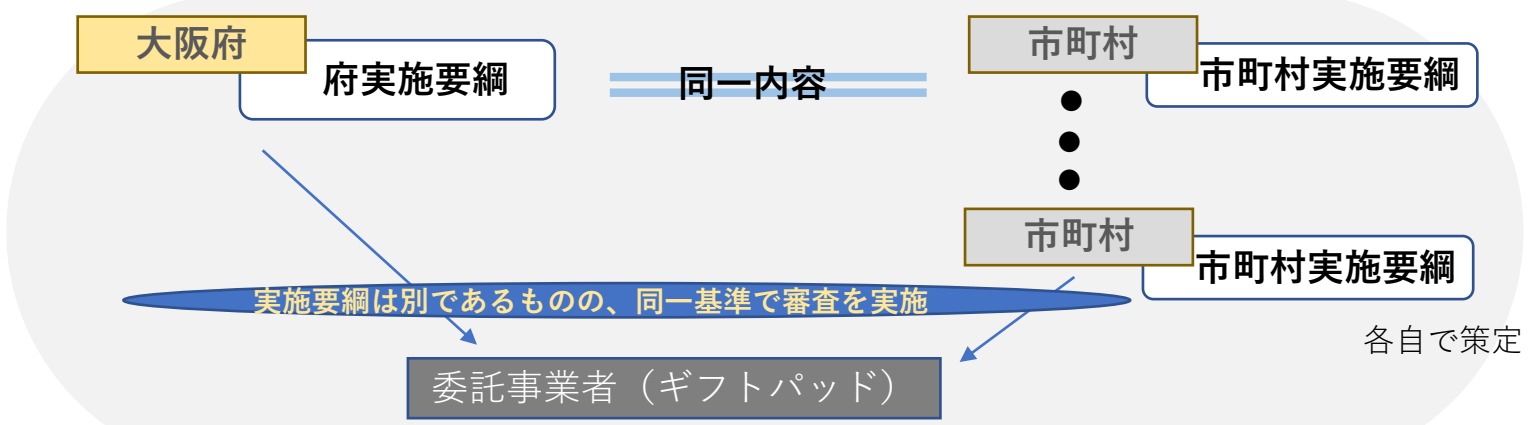 大阪府
府実施要綱
同一内容
市町村
市町村実施要綱
市町村
市町村実施要綱
実施要綱は別であるものの、同一基準で審査を実施
各自で策定
委託事業者（ギフトパッド）